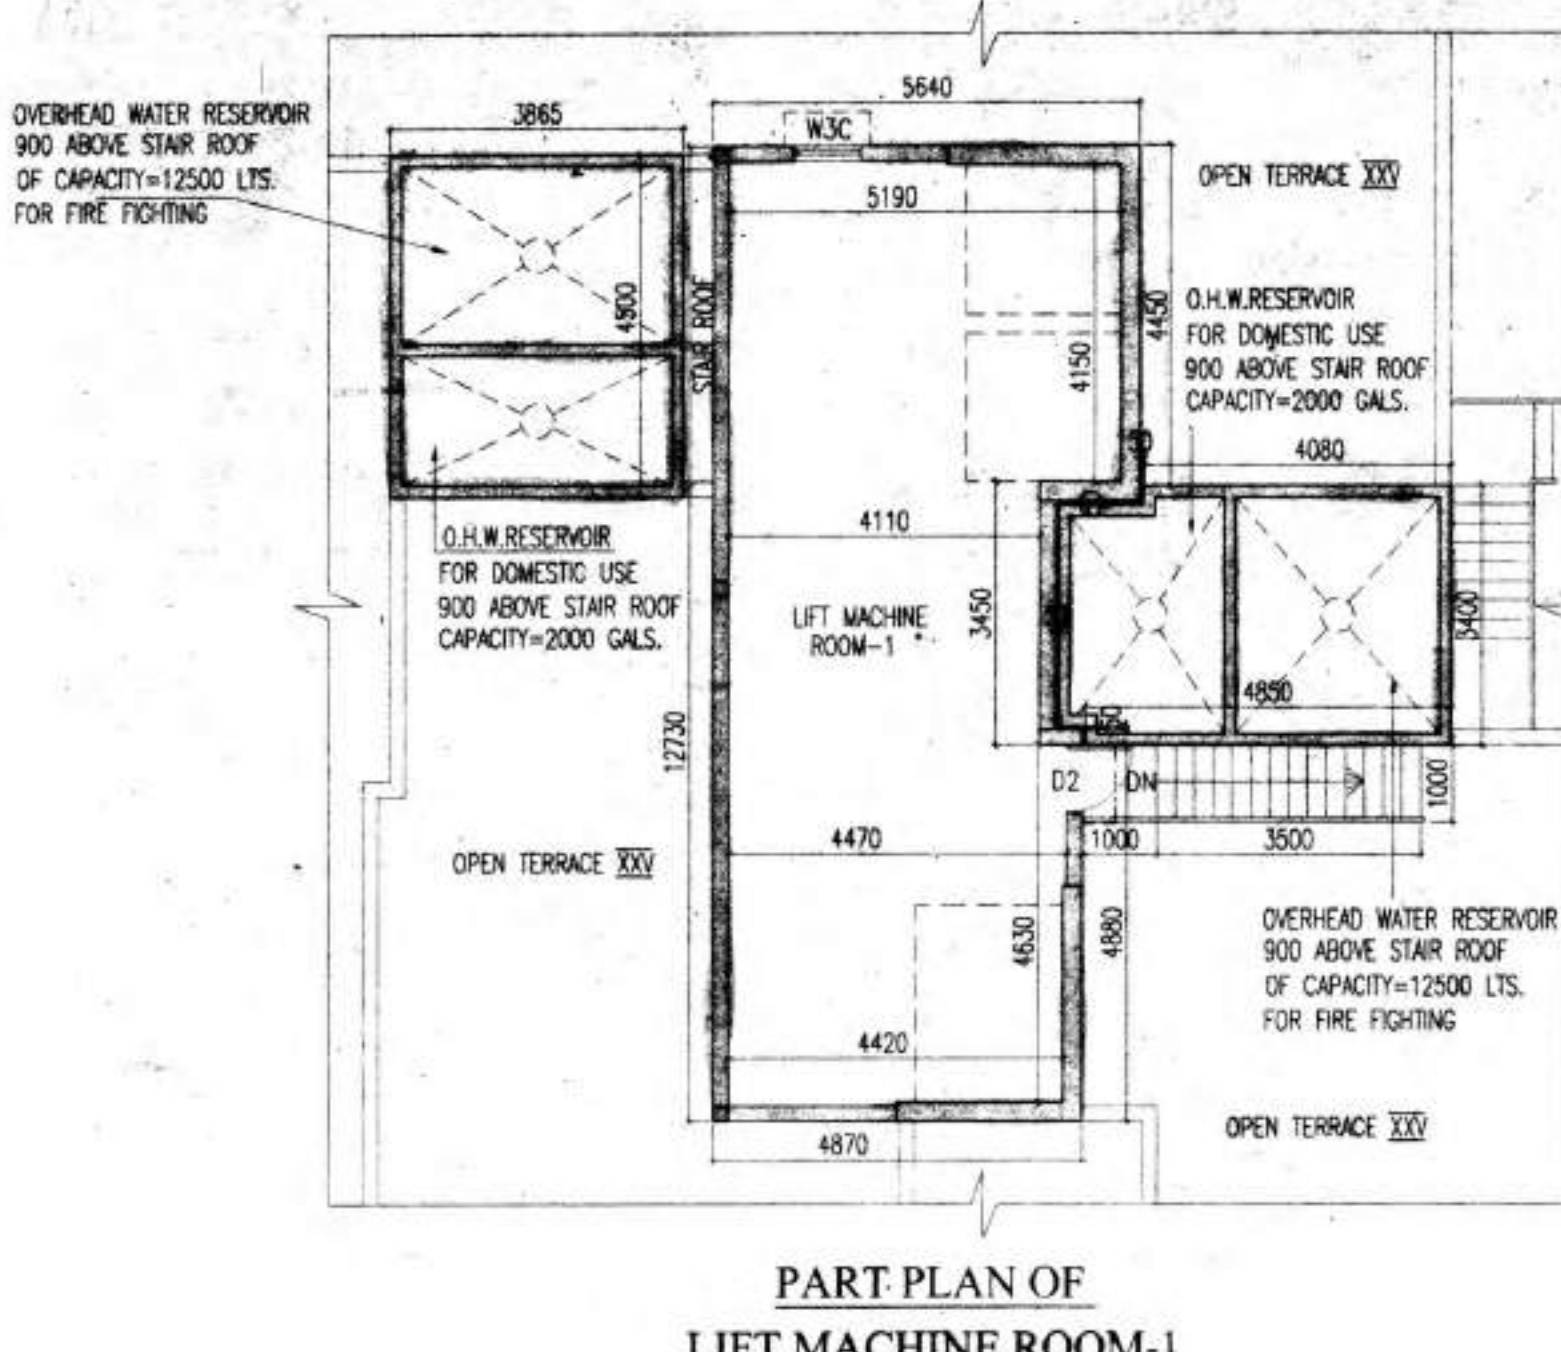 5640
3865
W3C
OVERHEAD WATER RESERVOIR
900 ABOVE STAIR ROOF
OF CAPACITY=12500 LTS.
FOR FIRE FIGHTING
OPEN TERRACE XXV
5190
STAIR ROOF
4450
4150
O.H.W.RESERVOIR
FOR DOMESTIC USE
900 ABOVE STAIR ROOF
CAPACITY=2000 GALS.
4080
4110
O.H.W.RESERVOIR
FOR DOMESTIC USE
900 ABOVE STAIR ROOF
CAPACITY=2000 GALS.
LIFT MACHINE
ROOM-1
3450
3400
4850
12730
D2
DN
1000
4470
1000
3500
OPEN TERRACE XXV
4630
4880
OVERHEAD WATER RESERVOIR
900 ABOVE STAIR ROOF
OF CAPACITY=12500 LTS.
FOR FIRE FIGHTING
4420
OPEN TERRACE XXV
4870
PART PLAN OF
LIFT MACHINE ROOM-1